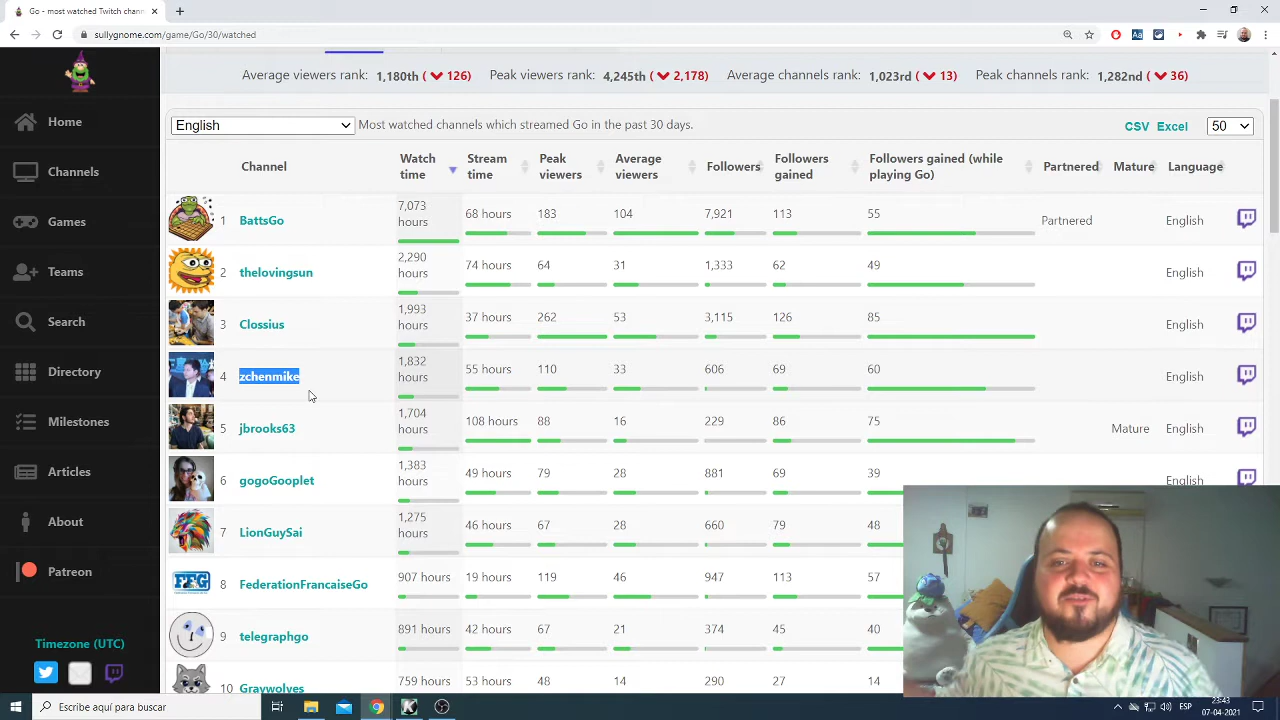 Go - most watched Twitch chann
sullygnome.com/game/Go/30/watched
Average viewers rank: 1,180th ( 126) Peak viewers rank: 4,245th ( 2,178) Average channels rank: 1,023rd ( 13) Peak channels rank: 1,282nd ( 36)
Home
Channels
Games
Teams
Search
Directory
Milestones
Articles
About
Patreon
Timezone (UTC)
English Most watched channels which streamed Go in the past 30 days. CSV Excel 50
Channel Watch time Stream time Peak viewers Average viewers Followers Followers gained Followers gained (while playing Go) Partnered Mature Language
1 BattsGo 7,073 hours 68 hours 183 104 7,921 113 55 Partnered English
2 thelovingsun 2,290 hours 74 hours 64 31 1,333 62 49 English
3 Clossius 1,993 hours 37 hours 262 53 3,115 126 85 English
4 zchenmike 1,832 hours 55 hours 110 33 606 69 60 English
5 jbrooks63 1,704 hours 108 hours 88 16 229 86 75 Mature English
6 gogoGooplet 1,383 hours 49 hours 79 28 881 69 39 English
7 LionGuySai 1,275 hours 46 hours 67 28 660 79 48
FFG
8 FederationFrancaiseGo 907 hours 19 hours 119 46 947 113 57
9 telegraphgo 891 hours 42 hours 67 21 374 45 40
10 Graywolves 759 hours 53 hours 48 14 290 27 14
Escribe aquí para buscar
ESP
23:43
07-04-2021